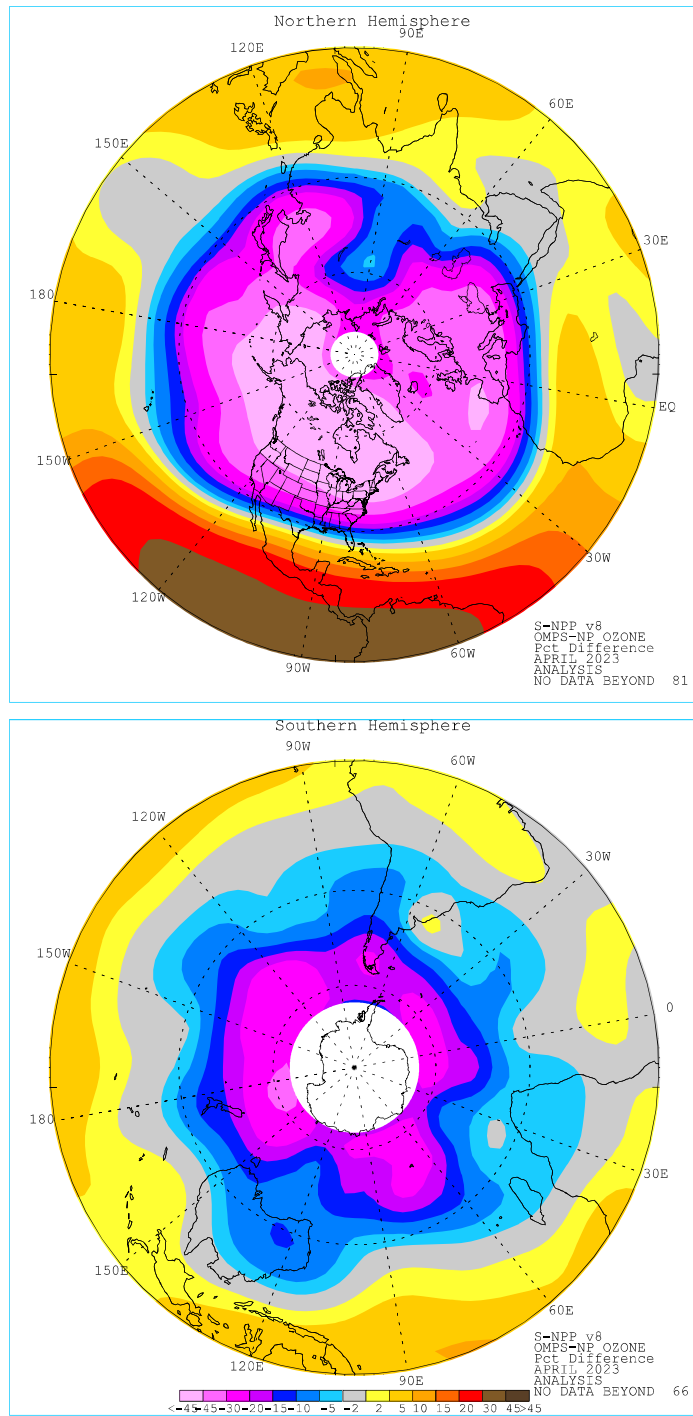 Northern Hemisphere
90E
120E
60E
150E
30E
180
EQ
150W
30W
120W
60W
90W
S-NPP v8
OMPS-NP OZONE
Pct Difference
APRIL 2023
ANALYSIS
NO DATA BEYOND 81
Southern Hemisphere
90W
60W
120W
30W
150W
0
180
30E
150E
60E
120E
90E
S-NPP v8
OMPS-NP OZONE
Pct Difference
APRIL 2023
ANALYSIS
NO DATA BEYOND 66
<-45 -45 -30 -20 -15 -10 -5 -2 2 5 10 15 20 30 45 >45